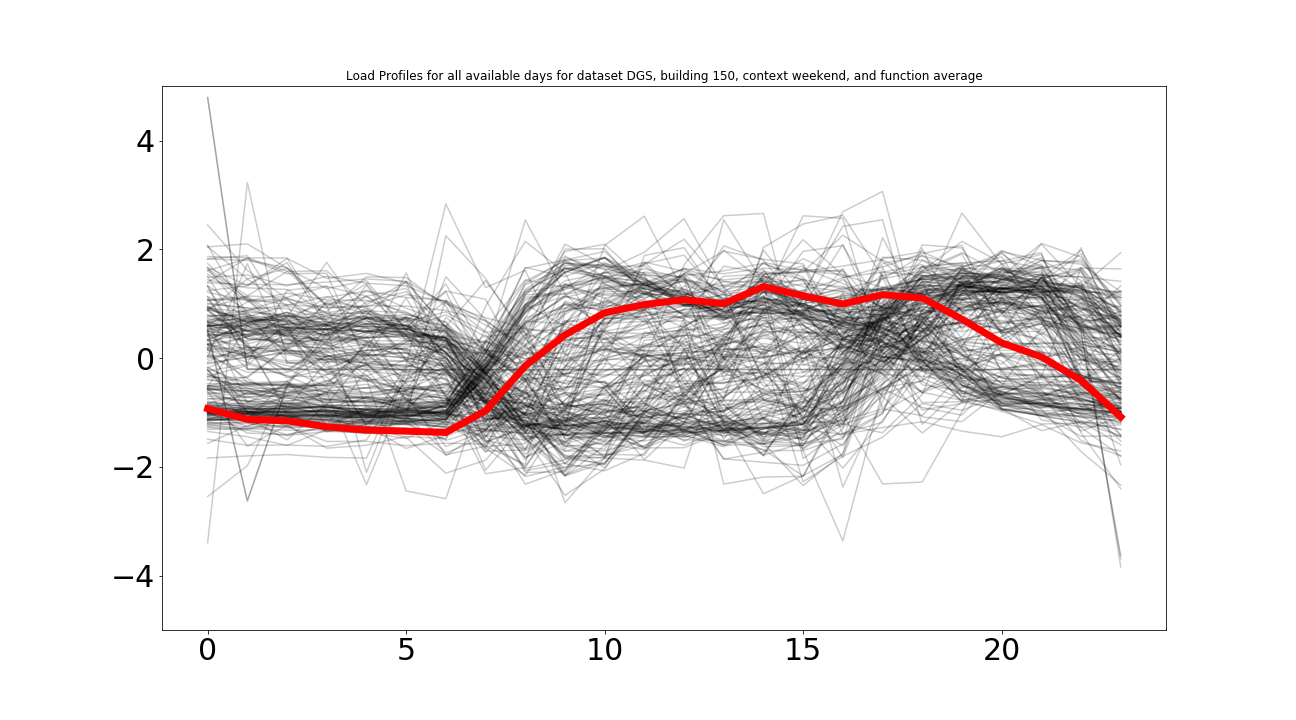 Load Profiles for all available days for dataset DGS, building 150, context weekend, and function average
4
2
0
−2
−4
0 5 10 15 20